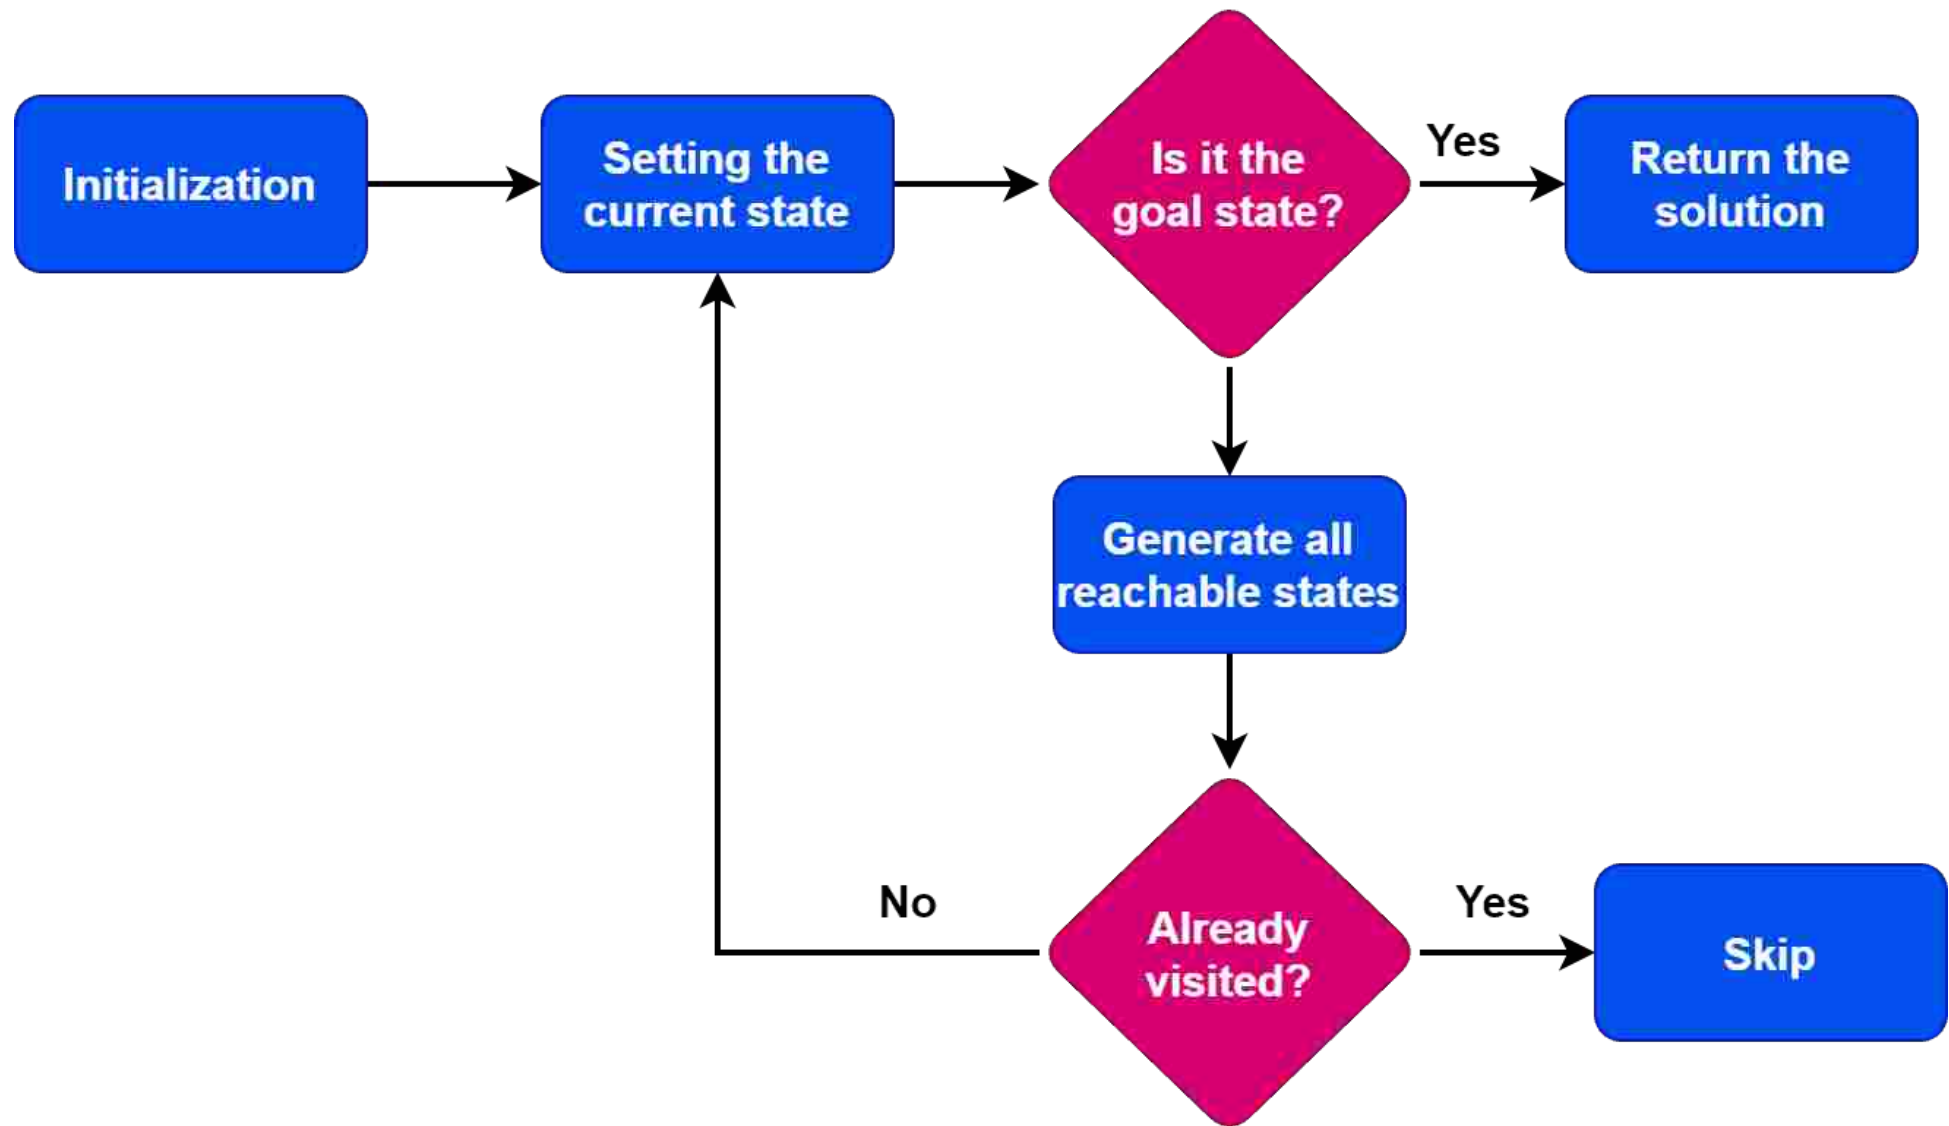 Initialization
Setting the
current state
Is it the
goal state?
Yes
Return the
solution
Generate all
reachable states
No
Already
visited?
Yes
Skip